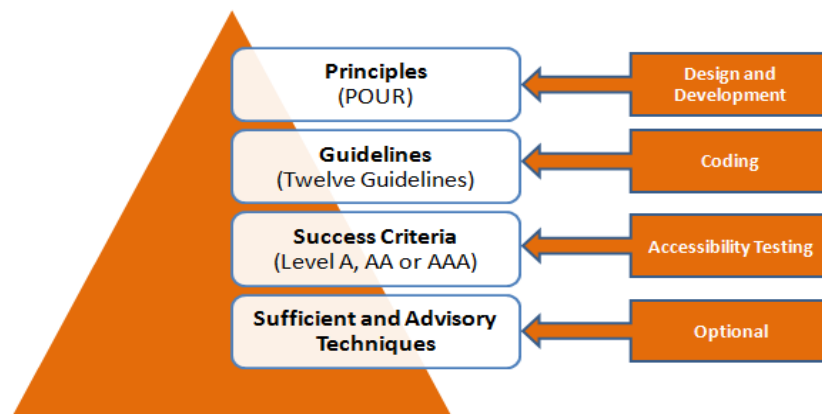 Principles
(POUR)
Design and
Development
Guidelines
(Twelve Guidelines)
Coding
Success Criteria
(Level A, AA or AAA)
Accessibility Testing
Sufficient and Advisory
Techniques
Optional